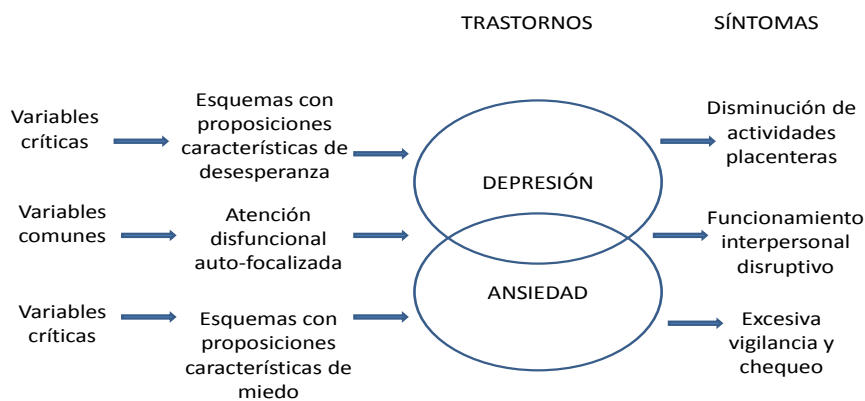 TRASTORNOS
SÍNTOMAS
Variables
críticas
Esquemas con
proposiciones
características de
desesperanza
DEPRESIÓN
Disminución de
actividades
placenteras
Variables
comunes
Atención
disfuncional
auto-focalizada
Funcionamiento
interpersonal
disruptivo
Variables
críticas
Esquemas con
proposiciones
características de
miedo
ANSIEDAD
Excesiva
vigilancia y
chequeo